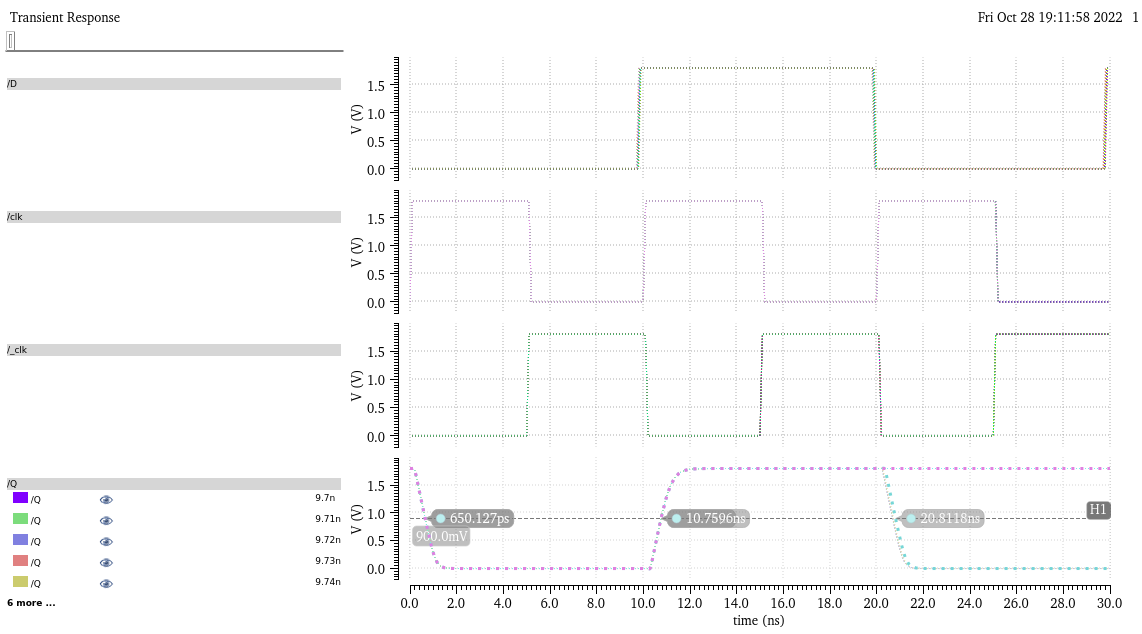 Transient Response
Fri Oct 28 19:11:58 2022 1
/D
V (V)
1.5
1.0
0.5
0.0
/clk
V (V)
1.5
1.0
0.5
0.0
/_clk
V (V)
1.5
1.0
0.5
0.0
/Q
/Q 9.7n
/Q 9.71n
/Q 9.72n
/Q 9.73n
/Q 9.74n
6 more ...
V (V)
1.5
1.0
0.5
0.0
650.127ps
10.7596ns
20.8118ns
H1
900.0mV
0.0 2.0 4.0 6.0 8.0 10.0 12.0 14.0 16.0 18.0 20.0 22.0 24.0 26.0 28.0 30.0
time (ns)